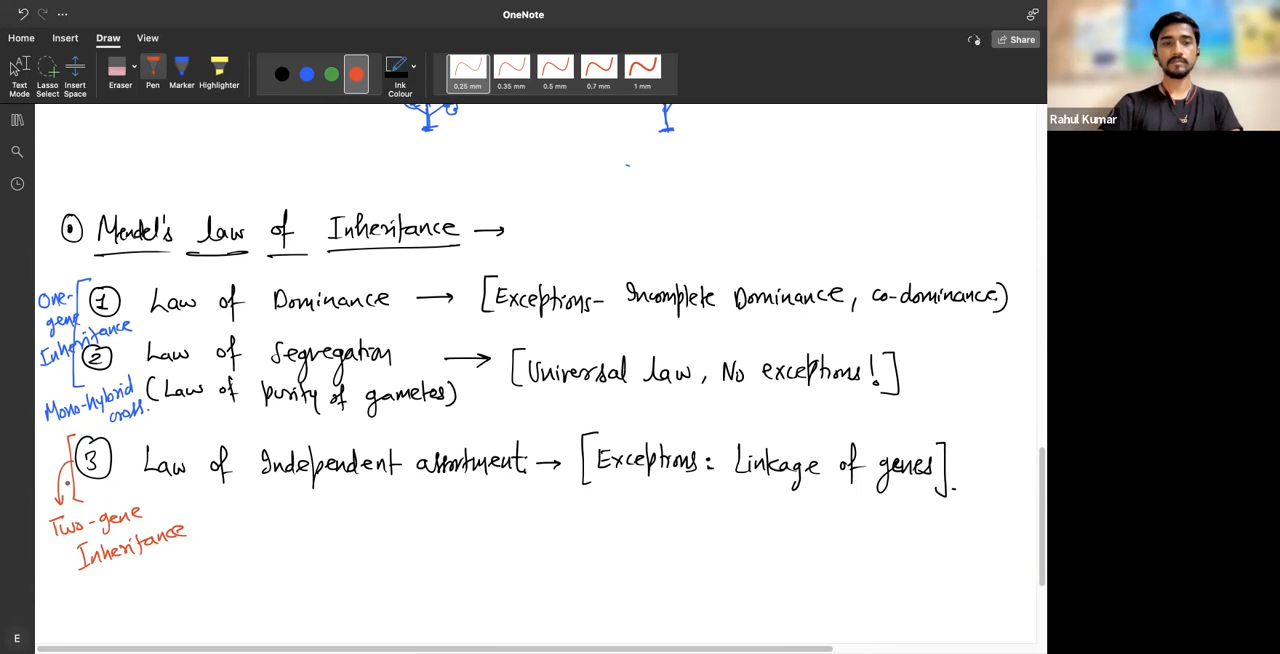 OneNote
Home Insert Draw View
Share
Text Mode
Lasso Select
Insert Space
Eraser
Pen
Marker
Highlighter
Ink Colour
0.25 mm
0.35 mm
0.5 mm
0.7 mm
1 mm
Rahul Kumar
Mendel's law of Inheritance →
One-gene Inheritance
1 Law of Dominance → [Exceptions- Incomplete Dominance, co-dominance)
2 Law of Segregation → [Universal law, No exceptions!]
(Law of purity of gametes)
Mono-hybrid cross.
3 Law of Independent assortment: → [Exceptions: Linkage of genes].
Two-gene
Inheritance
E